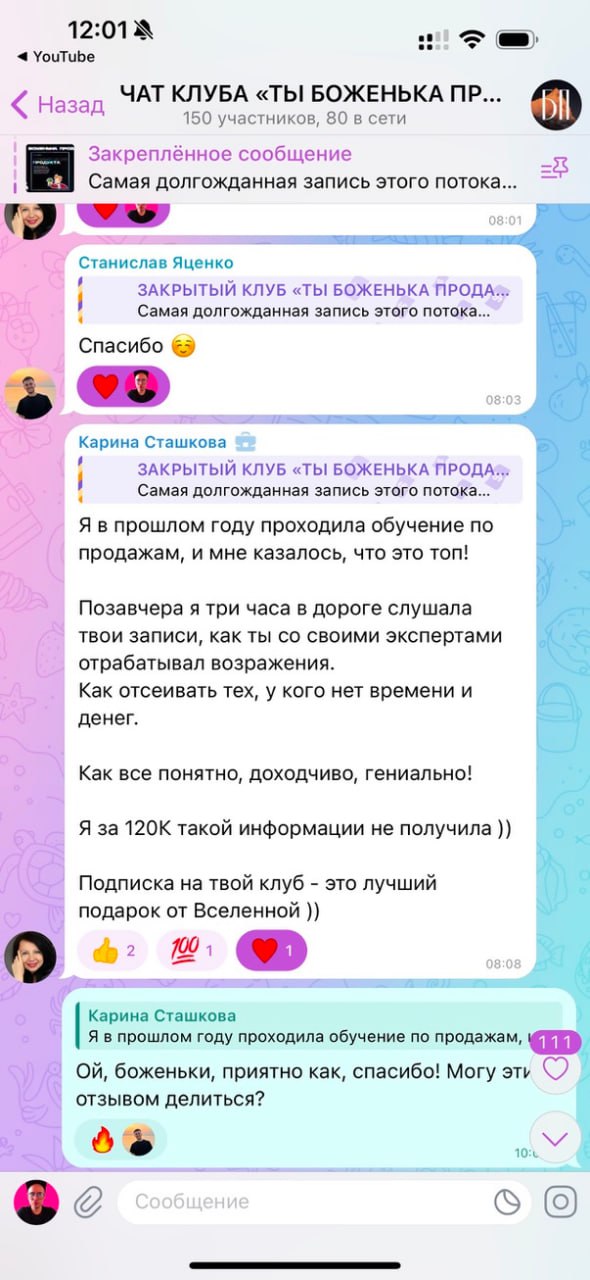 12:01
◀ YouTube
Назад
ЧАТ КЛУБА «ТЫ БОЖЕНЬКА ПР...
150 участников, 80 в сети
БП
Закреплённое сообщение
Самая долгожданная запись этого потока...
08:01
Станислав Яценко
ЗАКРЫТЫЙ КЛУБ «ТЫ БОЖЕНЬКА ПРОДА...
Самая долгожданная запись этого потока...
Спасибо ☺️
08:03
Карина Сташкова
ЗАКРЫТЫЙ КЛУБ «ТЫ БОЖЕНЬКА ПРОДА...
Самая долгожданная запись этого потока...
Я в прошлом году проходила обучение по
продажам, и мне казалось, что это топ!
Позавчера я три часа в дороге слушала
твои записи, как ты со своими экспертами
отрабатывал возражения.
Как отсеивать тех, у кого нет времени и
денег.
Как все понятно, доходчиво, гениально!
Я за 120К такой информации не получила ))
Подписка на твой клуб - это лучший
подарок от Вселенной ))
👍 2 💯 1 ❤️ 1
08:08
Карина Сташкова
Я в прошлом году проходила обучение по продажам,
111
Ой, боженьки, приятно как, спасибо! Могу эти
отзывом делиться?
Сообщение